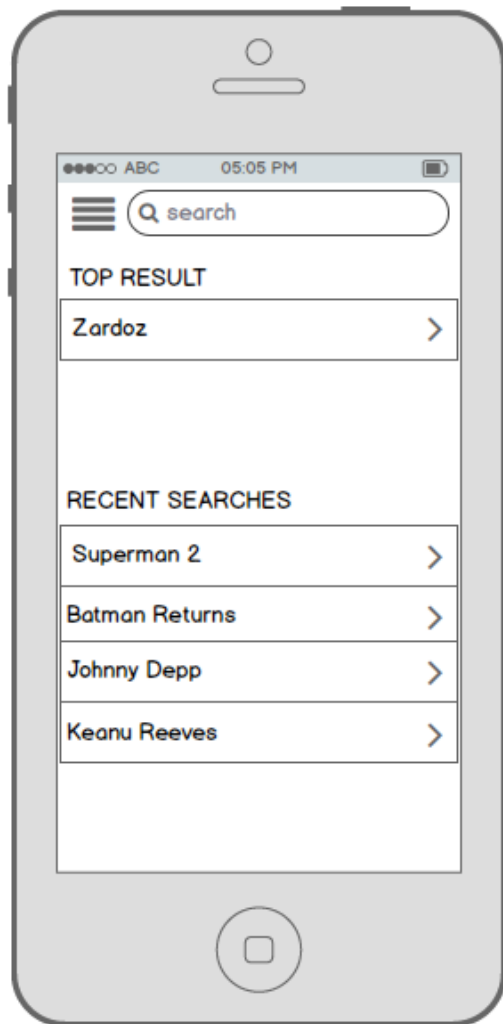 ABC 05:05 PM
search
TOP RESULT
Zardoz
RECENT SEARCHES
Superman 2
Batman Returns
Johnny Depp
Keanu Reeves